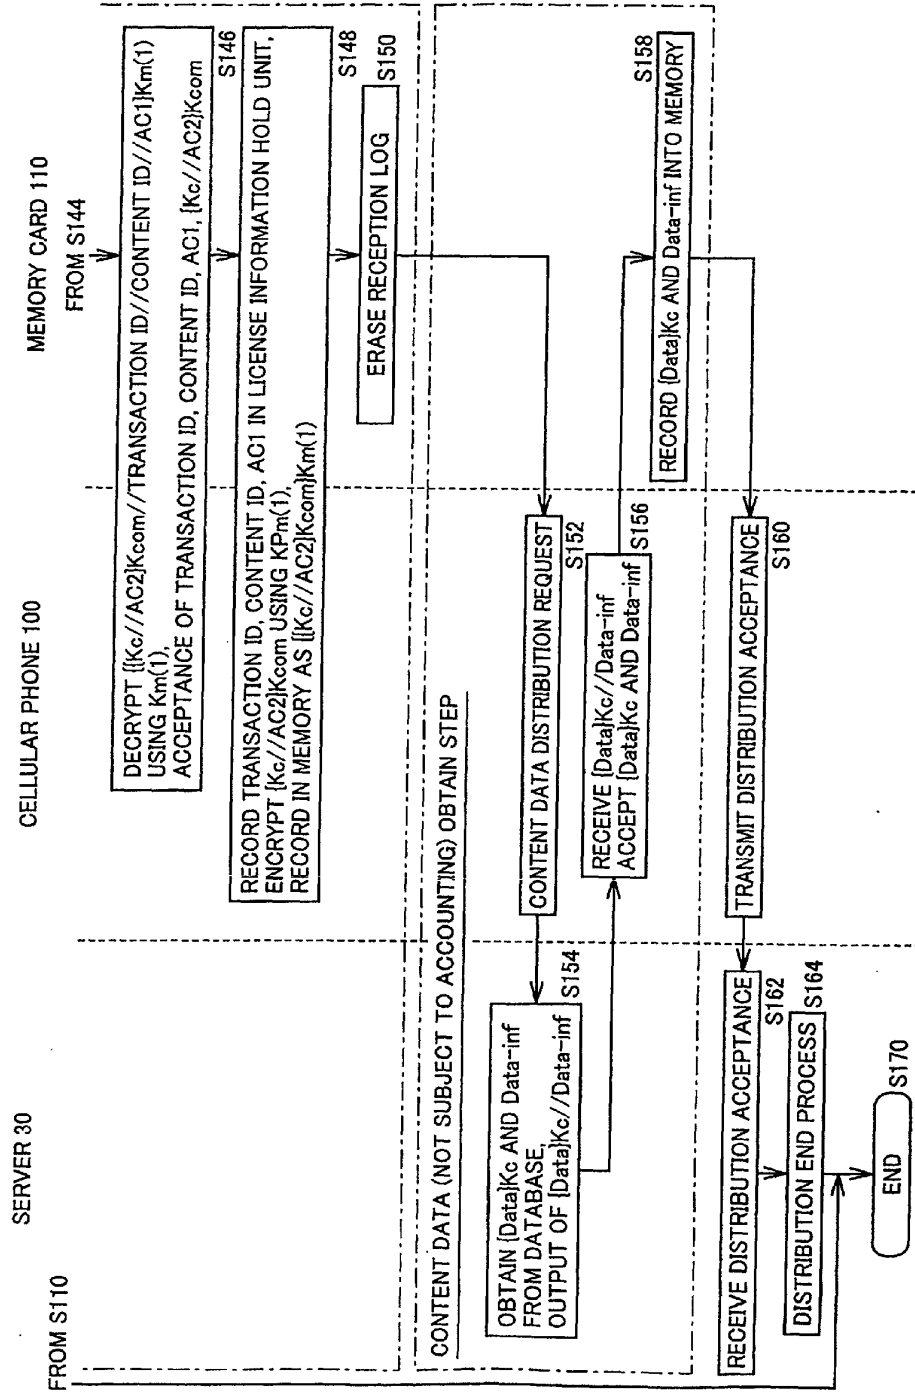 SERVER 30
CELLULAR PHONE 100
MEMORY CARD 110
FROM S110
FROM S144
DECRYPT {{Kc//AC2}Kcom//TRANSACTION ID//CONTENT ID//AC1}Km(1)
USING Km(1),
ACCEPTANCE OF TRANSACTION ID, CONTENT ID, AC1, {Kc//AC2}Kcom
S146
RECORD TRANSACTION ID, CONTENT ID, AC1 IN LICENSE INFORMATION HOLD UNIT,
ENCRYPT {Kc//AC2}Kcom USING KPm(1),
RECORD IN MEMORY AS {{Kc//AC2}Kcom}Km(1)
S148
ERASE RECEPTION LOG
S150
CONTENT DATA (NOT SUBJECT TO ACCOUNTING) OBTAIN STEP
CONTENT DATA DISTRIBUTION REQUEST
S152
OBTAIN {Data}Kc AND Data-inf
FROM DATABASE,
OUTPUT OF {Data}Kc//Data-inf
S154
RECEIVE {Data}Kc//Data-inf
ACCEPT {Data}Kc AND Data-inf
S156
RECORD {Data}Kc AND Data-inf INTO MEMORY
S158
TRANSMIT DISTRIBUTION ACCEPTANCE
S160
RECEIVE DISTRIBUTION ACCEPTANCE
S162
DISTRIBUTION END PROCESS
S164
END
S170